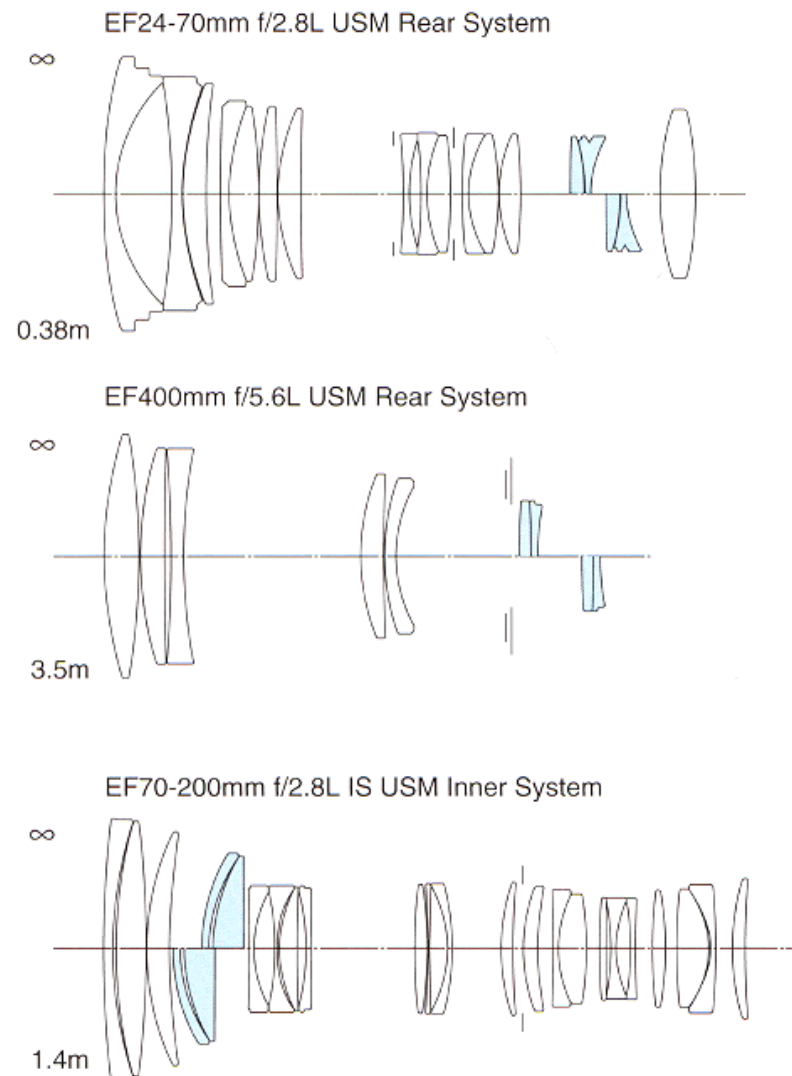 EF24-70mm f/2.8L USM Rear System
∞
0.38m
EF400mm f/5.6L USM Rear System
∞
3.5m
EF70-200mm f/2.8L IS USM Inner System
∞
1.4m